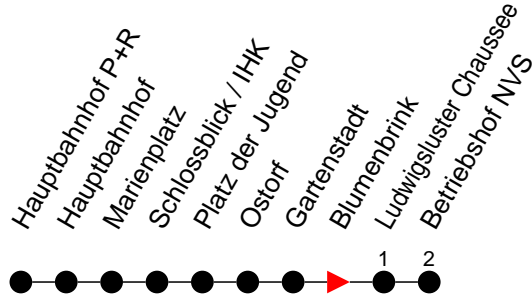 Hauptbahnhof P+R
Hauptbahnhof
Marienplatz
Schlossblick / IHK
Platz der Jugend
Ostorf
Gartenstadt
Blumenbrink
Ludwigsluster Chaussee
Betriebshof NVS
1
2